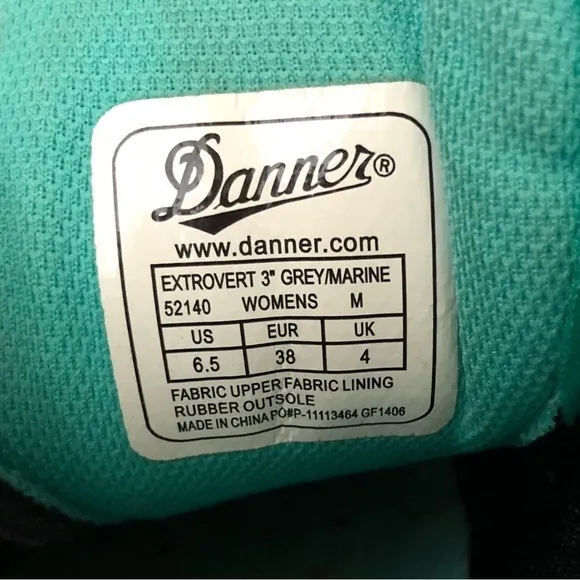 Danner®
www.danner.com
EXTROVERT 3" GREY/MARINE
52140 WOMENS M
US EUR UK
6.5 38 4
FABRIC UPPER FABRIC LINING
RUBBER OUTSOLE
MADE IN CHINA PO#P-11113464 GF1406